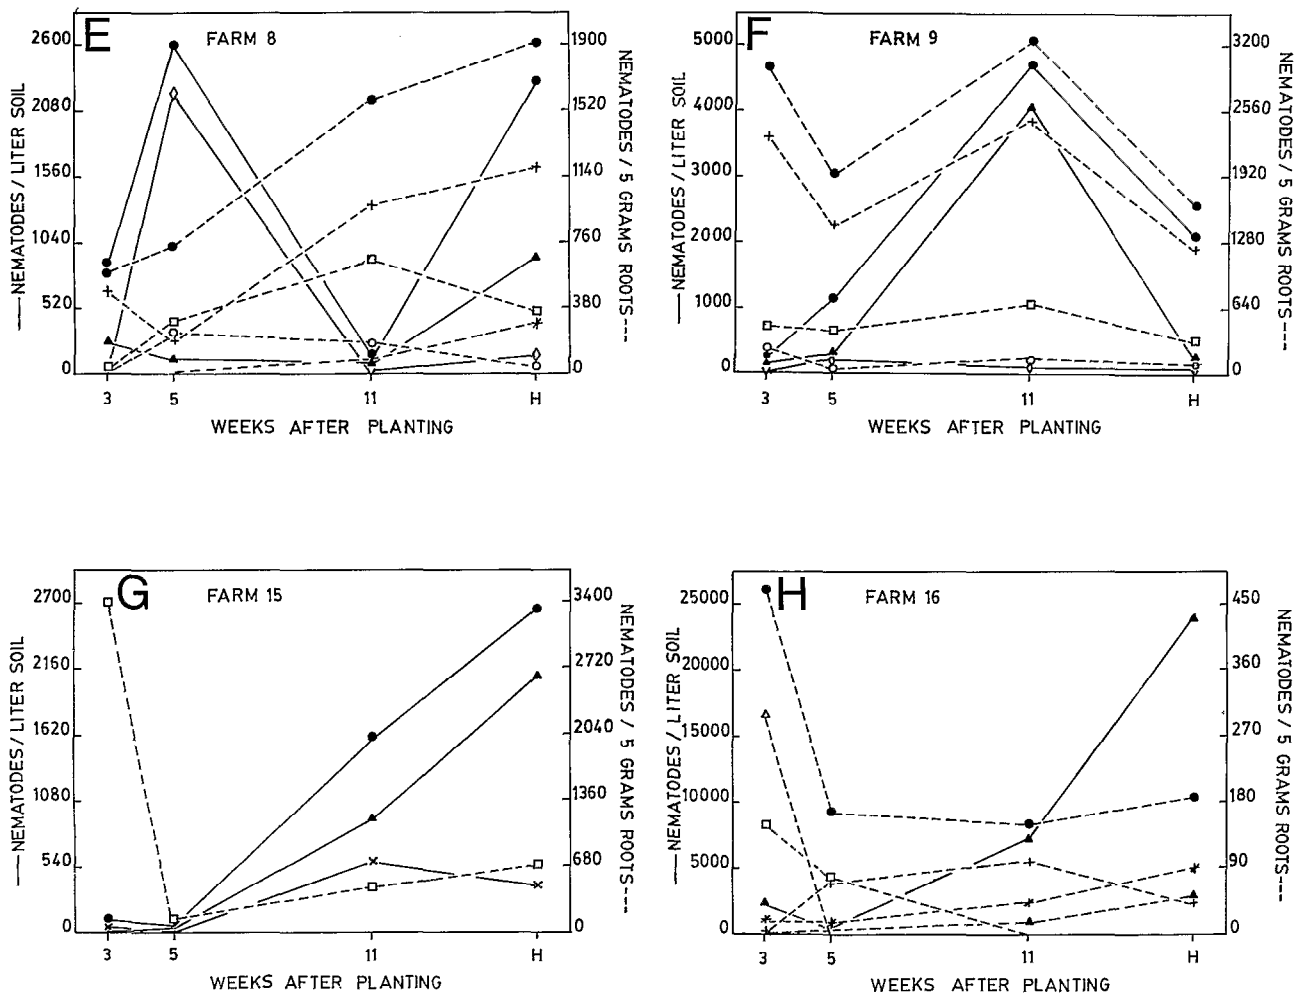 E FARM 8
2600
2080
1560
1040
520
0
—NEMATODES / LITER SOIL
1900
1520
1140
760
380
0
NEMATODES / 5 GRAMS ROOTS---
3 5 11 H
WEEKS AFTER PLANTING
F FARM 9
5000
4000
3000
2000
1000
0
—NEMATODES / LITER SOIL
3200
2560
1920
1280
640
0
NEMATODES / 5 GRAMS ROOTS---
3 5 11 H
WEEKS AFTER PLANTING
G FARM 15
2700
2160
1620
1080
540
0
—NEMATODES / LITER SOIL
3400
2720
2040
1360
680
0
NEMATODES / 5 GRAMS ROOTS---
3 5 11 H
WEEKS AFTER PLANTING
H FARM 16
25000
20000
15000
10000
5000
0
—NEMATODES / LITER SOIL
450
360
270
180
90
0
NEMATODES / 5 GRAMS ROOTS---
3 5 11 H
WEEKS AFTER PLANTING